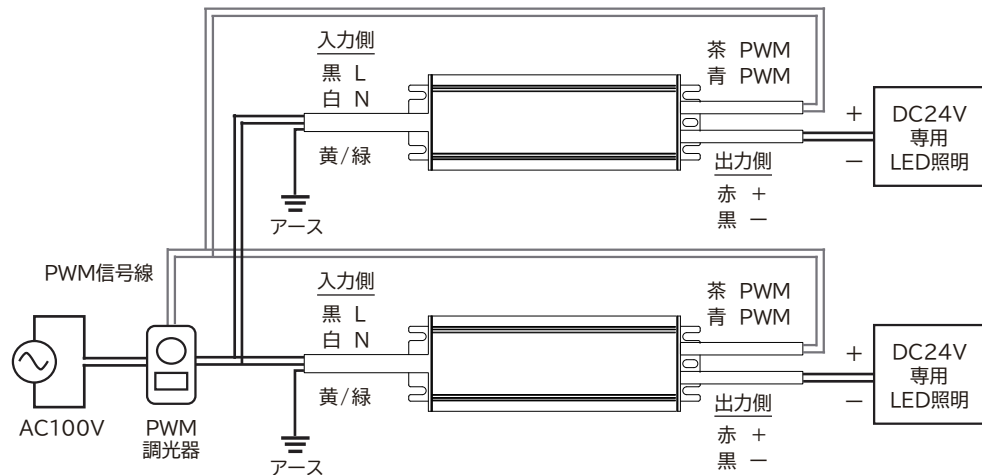 入力側
黒 L
白 N
黄/緑
アース
茶 PWM
青 PWM
出力側
赤 +
黒 －
+
－
DC24V
専用
LED照明
PWM信号線
AC100V
PWM
調光器
入力側
黒 L
白 N
黄/緑
アース
茶 PWM
青 PWM
出力側
赤 +
黒 －
+
－
DC24V
専用
LED照明